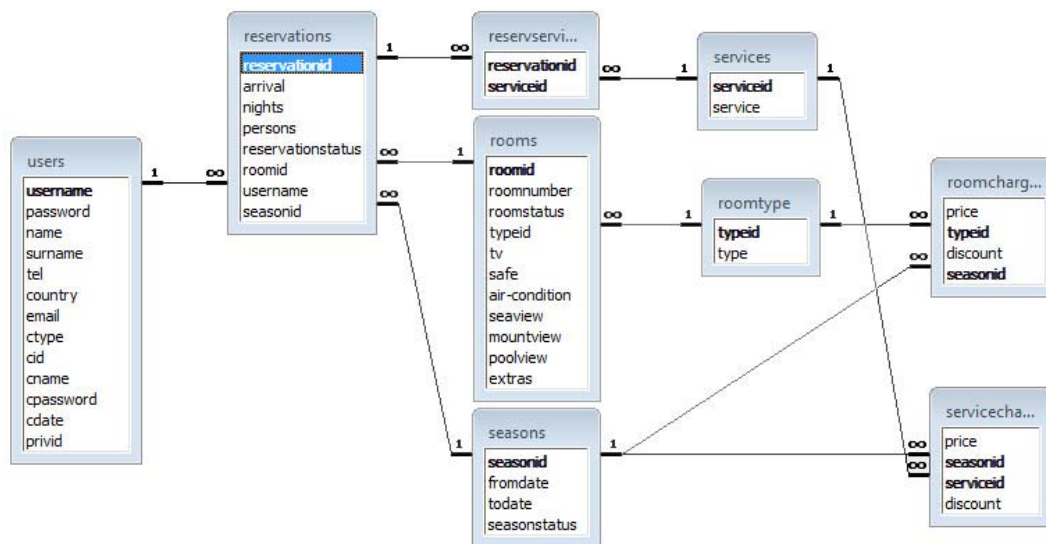 users
username
password
name
surname
tel
country
email
ctype
cid
cname
cpassword
cdate
privid
1
∞
reservations
reservationid
arrival
nights
persons
reservationstatus
roomid
username
seasonid
1
∞
∞
1
∞
1
reservservi...
reservationid
serviceid
∞
1
rooms
roomid
roomnumber
roomstatus
typeid
tv
safe
air-condition
seaview
mountview
poolview
extras
∞
1
seasons
seasonid
fromdate
todate
seasonstatus
1
services
serviceid
service
1
roomtype
typeid
type
1
∞
∞
roomcharg...
price
typeid
discount
seasonid
∞
∞
servicecha...
price
seasonid
serviceid
discount